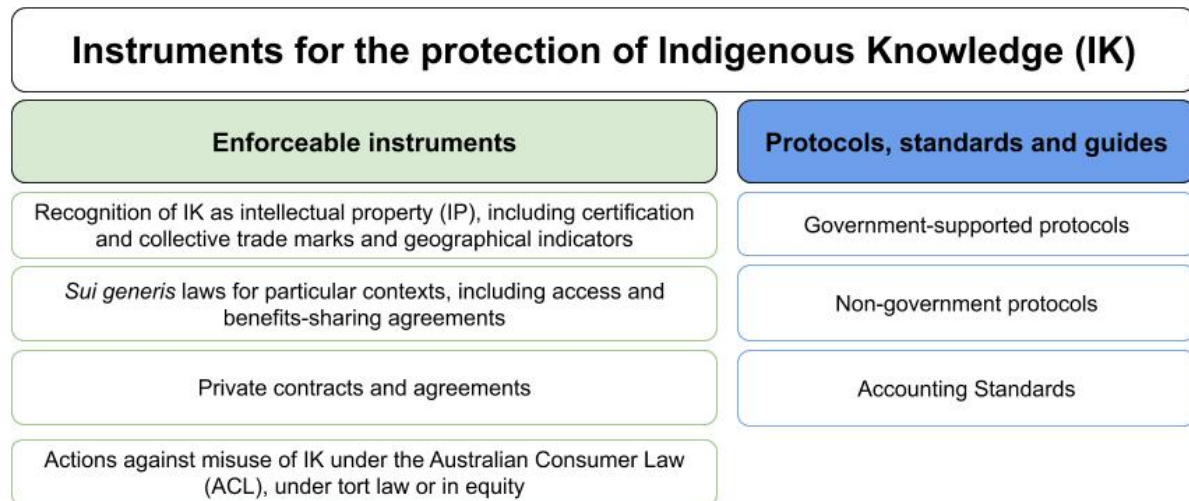 Instruments for the protection of Indigenous Knowledge (IK)
Enforceable instruments
Recognition of IK as intellectual property (IP), including certification
and collective trade marks and geographical indicators
Sui generis laws for particular contexts, including access and
benefits-sharing agreements
Private contracts and agreements
Actions against misuse of IK under the Australian Consumer Law
(ACL), under tort law or in equity
Protocols, standards and guides
Government-supported protocols
Non-government protocols
Accounting Standards